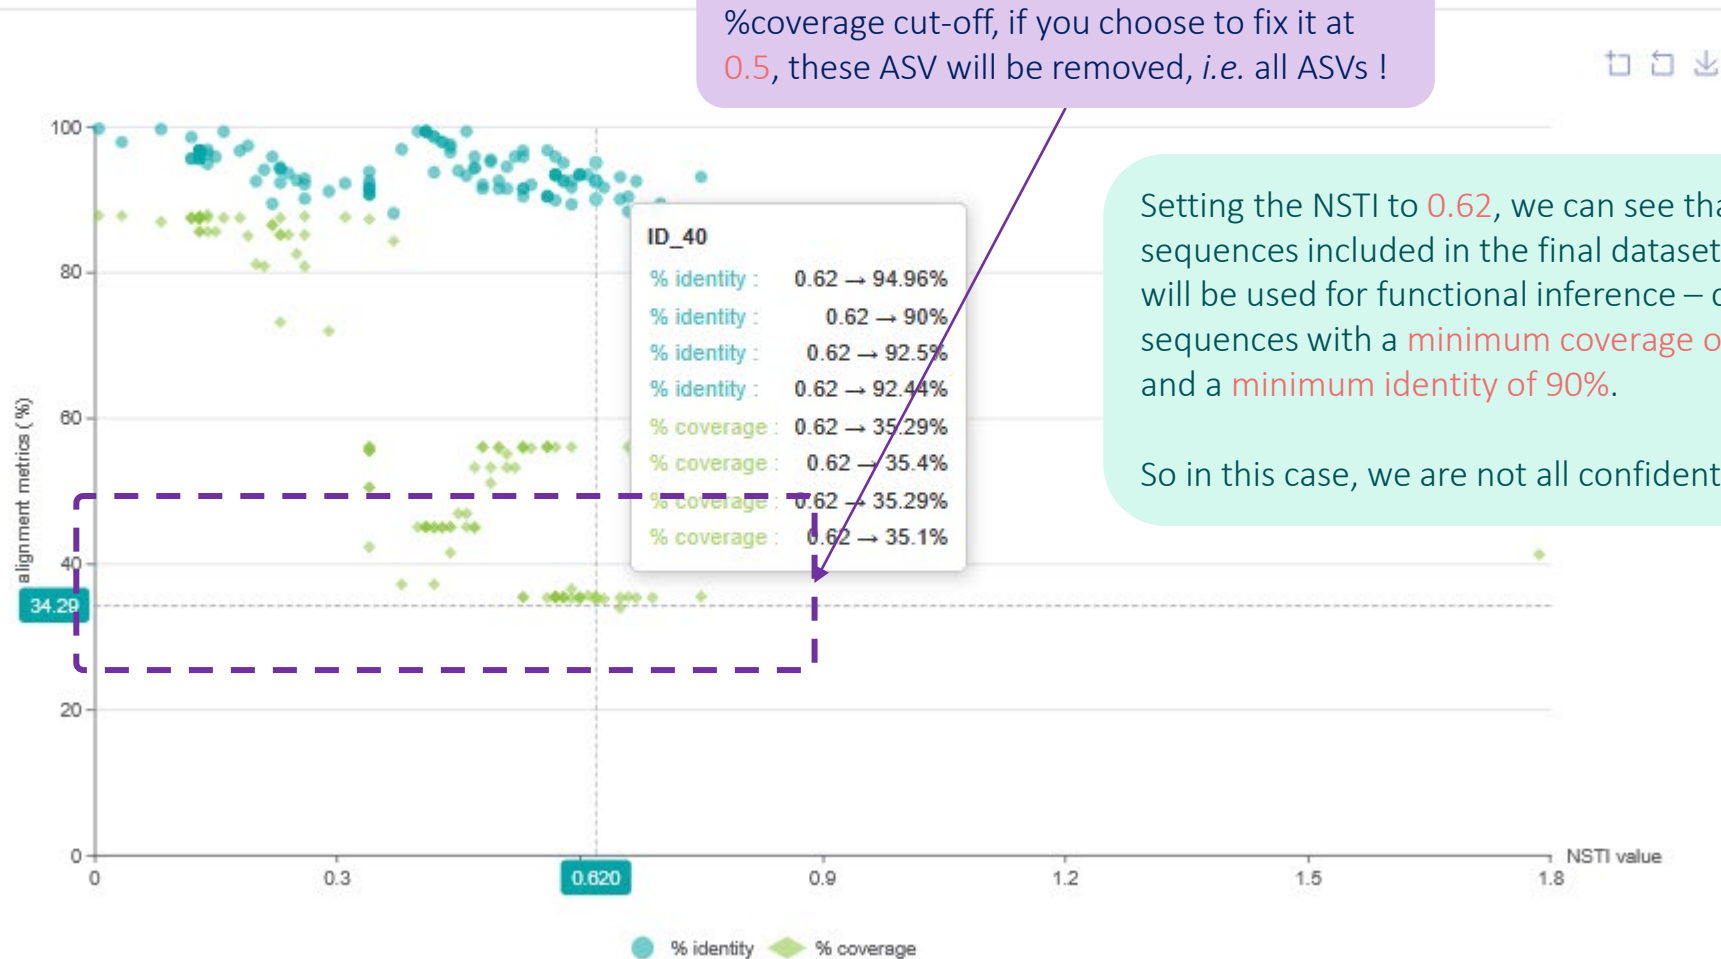 %coverage cut-off, if you choose to fix it at
0.5, these ASV will be removed, i.e. all ASVs !
Setting the NSTI to 0.62, we can see
sequences included in the final dataset
will be used for functional inference –
sequences with a minimum coverage
and a minimum identity of 90%.
So in this case, we are not all confident
100
80
60
40
34.29
20
0
alignment metrics (%)
ID_40
% identity : 0.62 → 94.96%
% identity : 0.62 → 90%
% identity : 0.62 → 92.5%
% identity : 0.62 → 92.44%
% coverage : 0.62 → 35.29%
% coverage : 0.62 → 35.4%
% coverage : 0.62 → 35.29%
% coverage : 0.62 → 35.1%
0
0.3
0.620
0.9
1.2
1.5
1.8
NSTI value
% identity % coverage